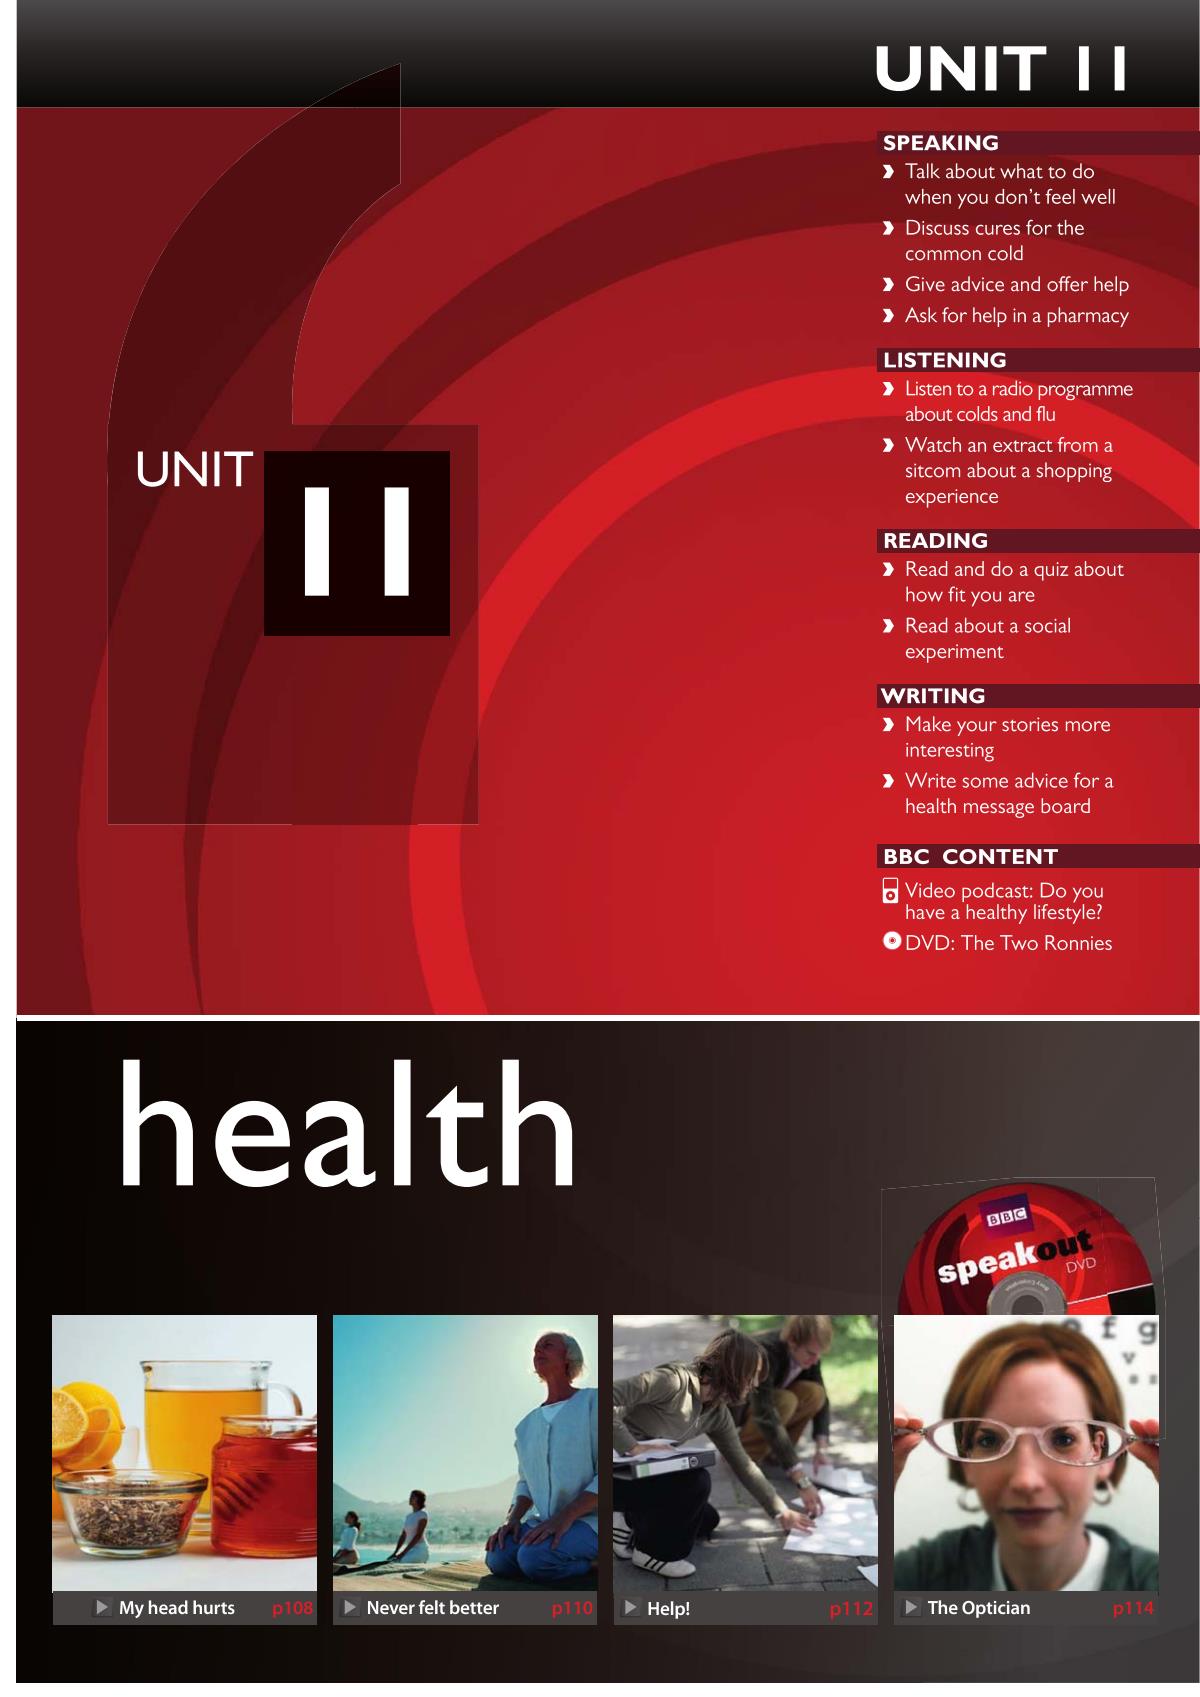 UNIT 11
SPEAKING
Talk about what to do
when you don't feel well
Discuss cures for the
common cold
Give advice and offer help
Ask for help in a pharmacy
LISTENING
Listen to a radio programme
about colds and flu
Watch an extract from a
sitcom about a shopping
experience
READING
Read and do a quiz about
how fit you are
Read about a social
experiment
WRITING
Make your stories more
interesting
Write some advice for a
health message board
BBC CONTENT
Video podcast: Do you
have a healthy lifestyle?
DVD: The Two Ronnies
UNIT 11
health
BBC
speakout
DVD
f g
v
My head hurts p108
Never felt better p110
Help! p112
The Optician p114